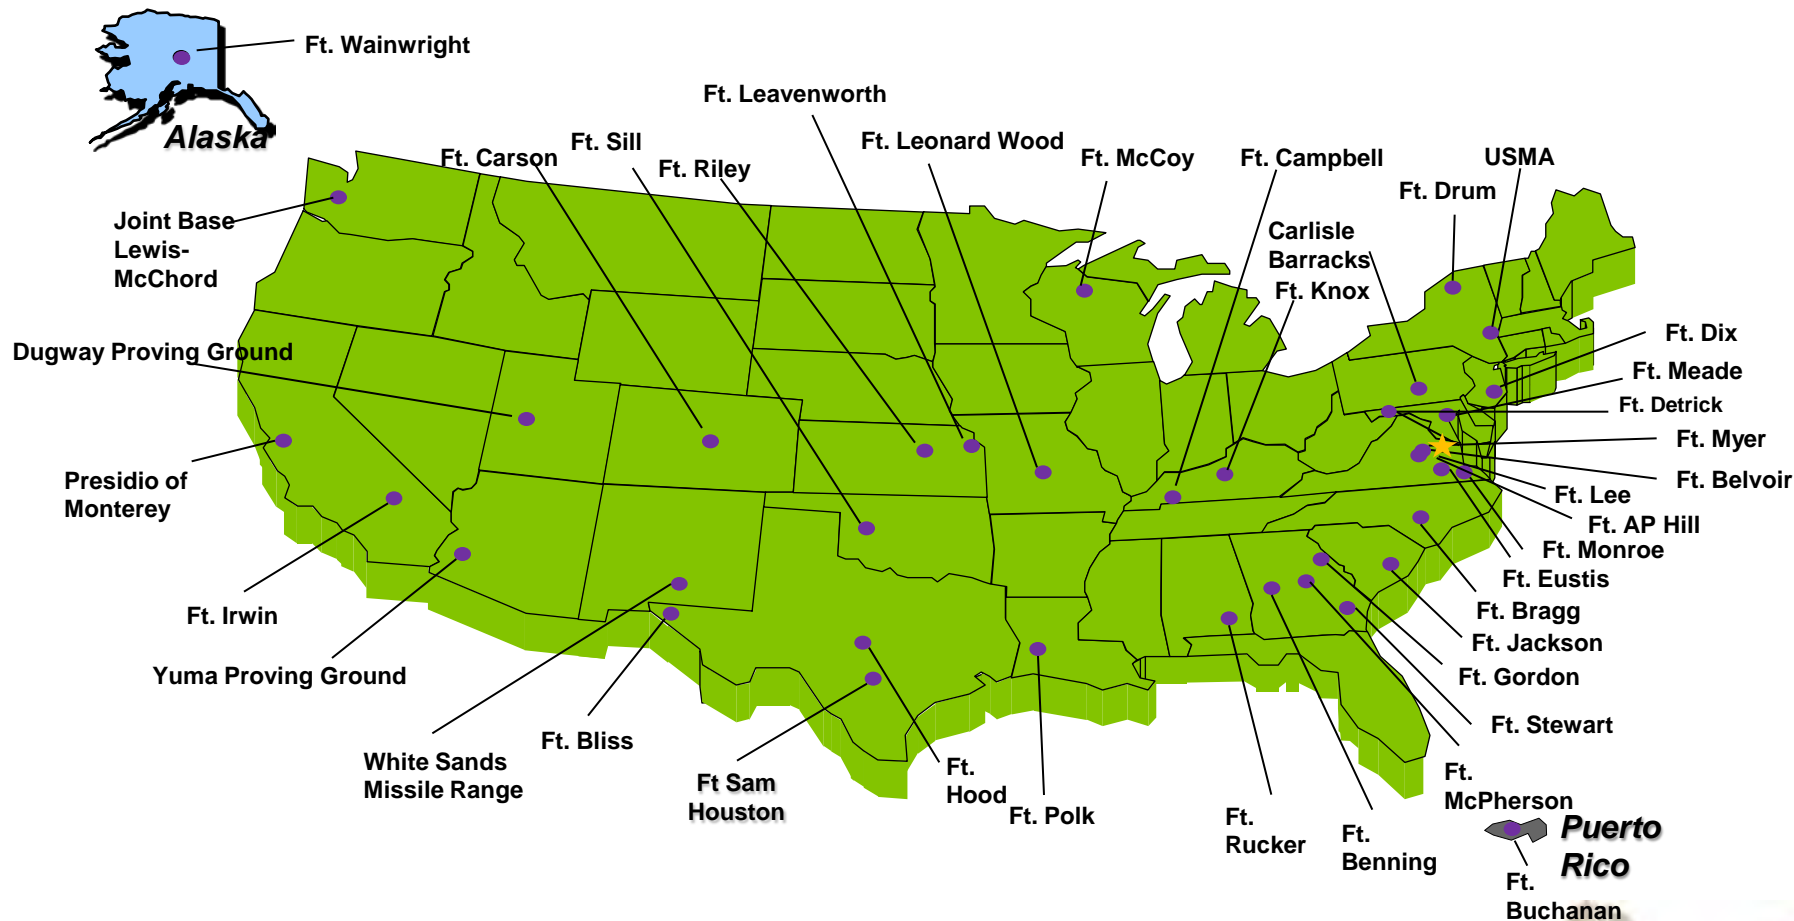 Ft. Wainwright
Alaska
Ft. Leavenworth
Ft. Sill
Ft. Leonard Wood
Ft. Carson
Ft. Riley
Ft. McCoy
Ft. Campbell
USMA
Ft. Drum
Joint Base
Lewis-
McChord
Carlisle
Barracks
Ft. Knox
Dugway Proving Ground
Ft. Dix
Ft. Meade
Ft. Detrick
Ft. Myer
Ft. Belvoir
Presidio of
Monterey
Ft. Lee
Ft. AP Hill
Ft. Monroe
Ft. Eustis
Ft. Irwin
Ft. Bragg
Ft. Jackson
Yuma Proving Ground
Ft. Gordon
Ft. Stewart
Ft. Bliss
White Sands
Missile Range
Ft Sam
Houston
Ft.
Hood
Ft. Polk
Ft.
McPherson
Ft.
Rucker
Ft.
Benning
Puerto
Rico
Ft.
Buchanan